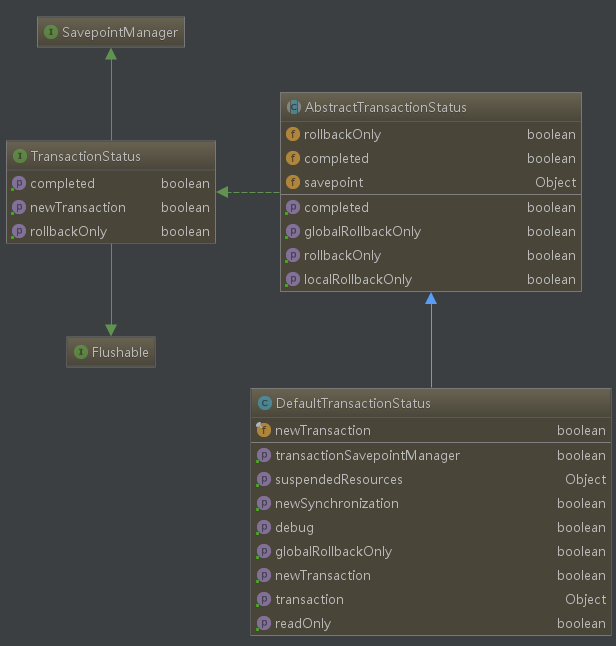 I SavepointManager
C AbstractTransactionStatus
f rollbackOnly boolean
f completed boolean
f savepoint Object
p completed boolean
p globalRollbackOnly boolean
p rollbackOnly boolean
p localRollbackOnly boolean
I TransactionStatus
p completed boolean
p newTransaction boolean
p rollbackOnly boolean
I Flushable
C DefaultTransactionStatus
f newTransaction boolean
p transactionSavepointManager boolean
p suspendedResources Object
p newSynchronization boolean
p debug boolean
p globalRollbackOnly boolean
p newTransaction boolean
p transaction Object
p readOnly boolean